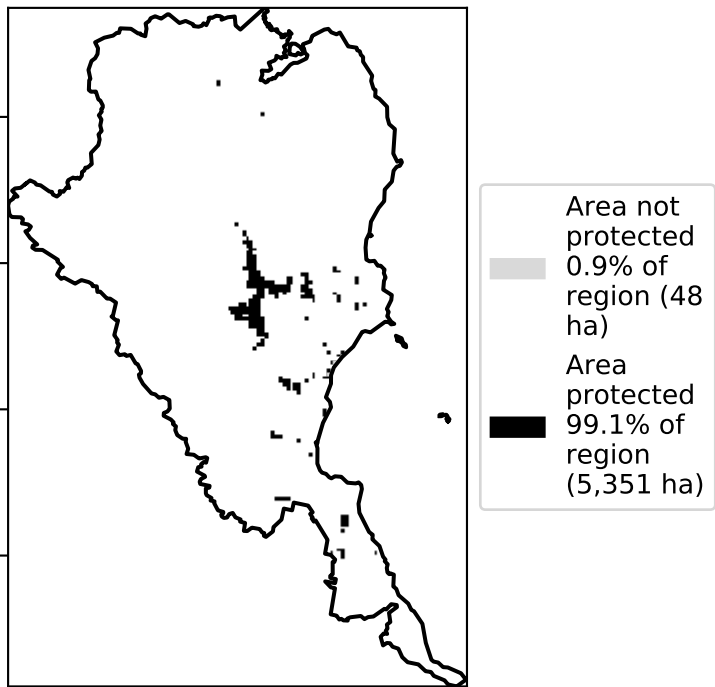 Area not
protected
0.9% of
region (48
ha)
Area
protected
99.1% of
region
(5,351 ha)